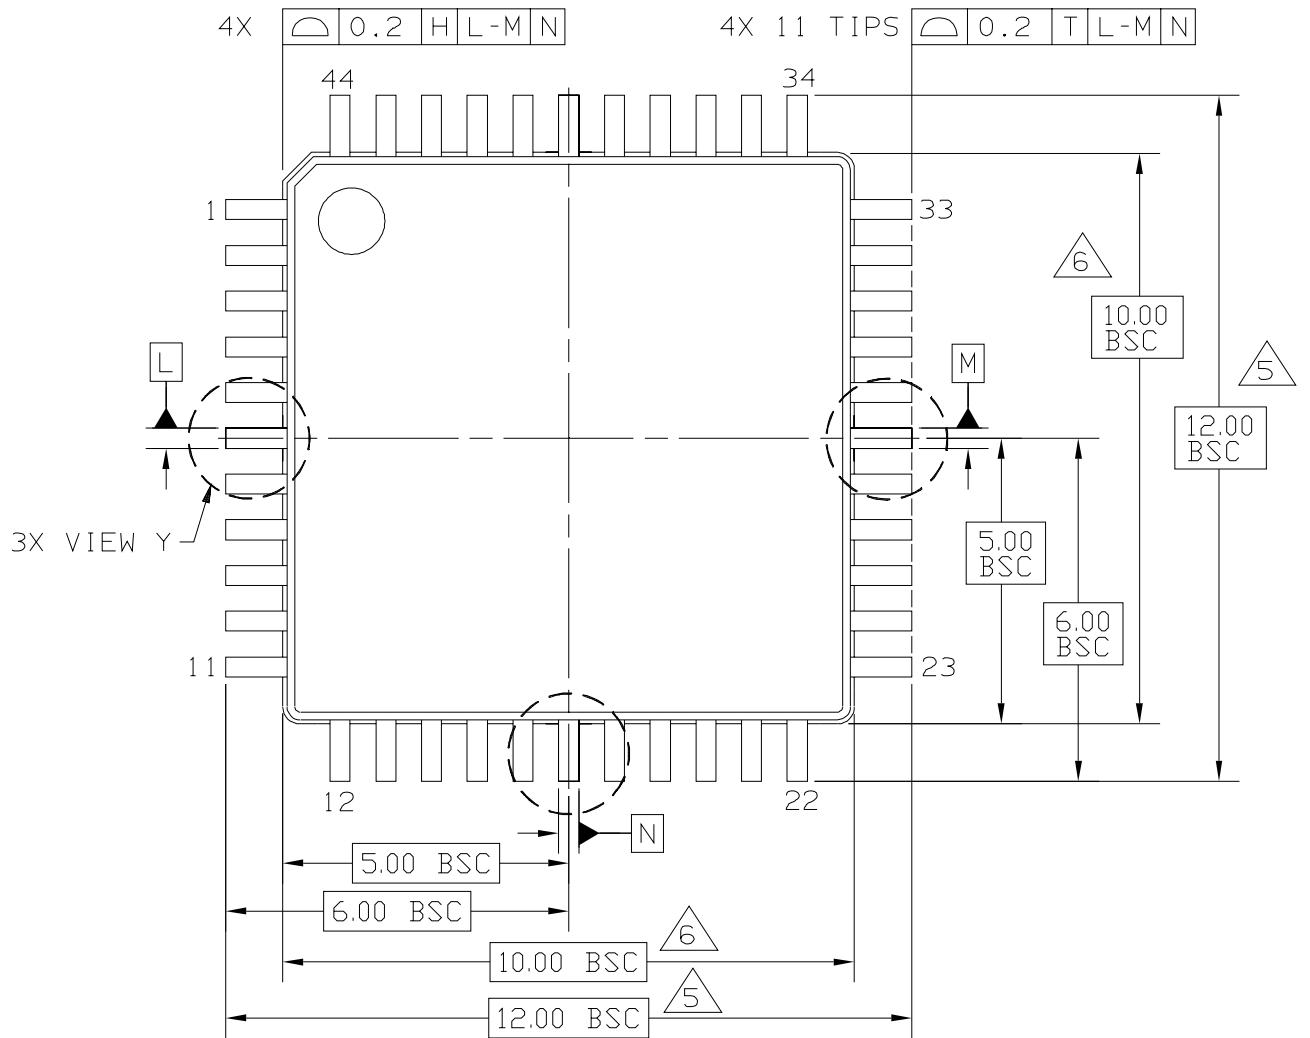 4X 0.2 H L-M N
4X 11 TIPS 0.2 T L-M N
44
34
1
33
6
10.00
BSC
5
L
M
12.00
BSC
3X VIEW Y
5.00
BSC
6.00
BSC
11
23
12
22
N
5.00 BSC
6.00 BSC
6
10.00 BSC
5
12.00 BSC